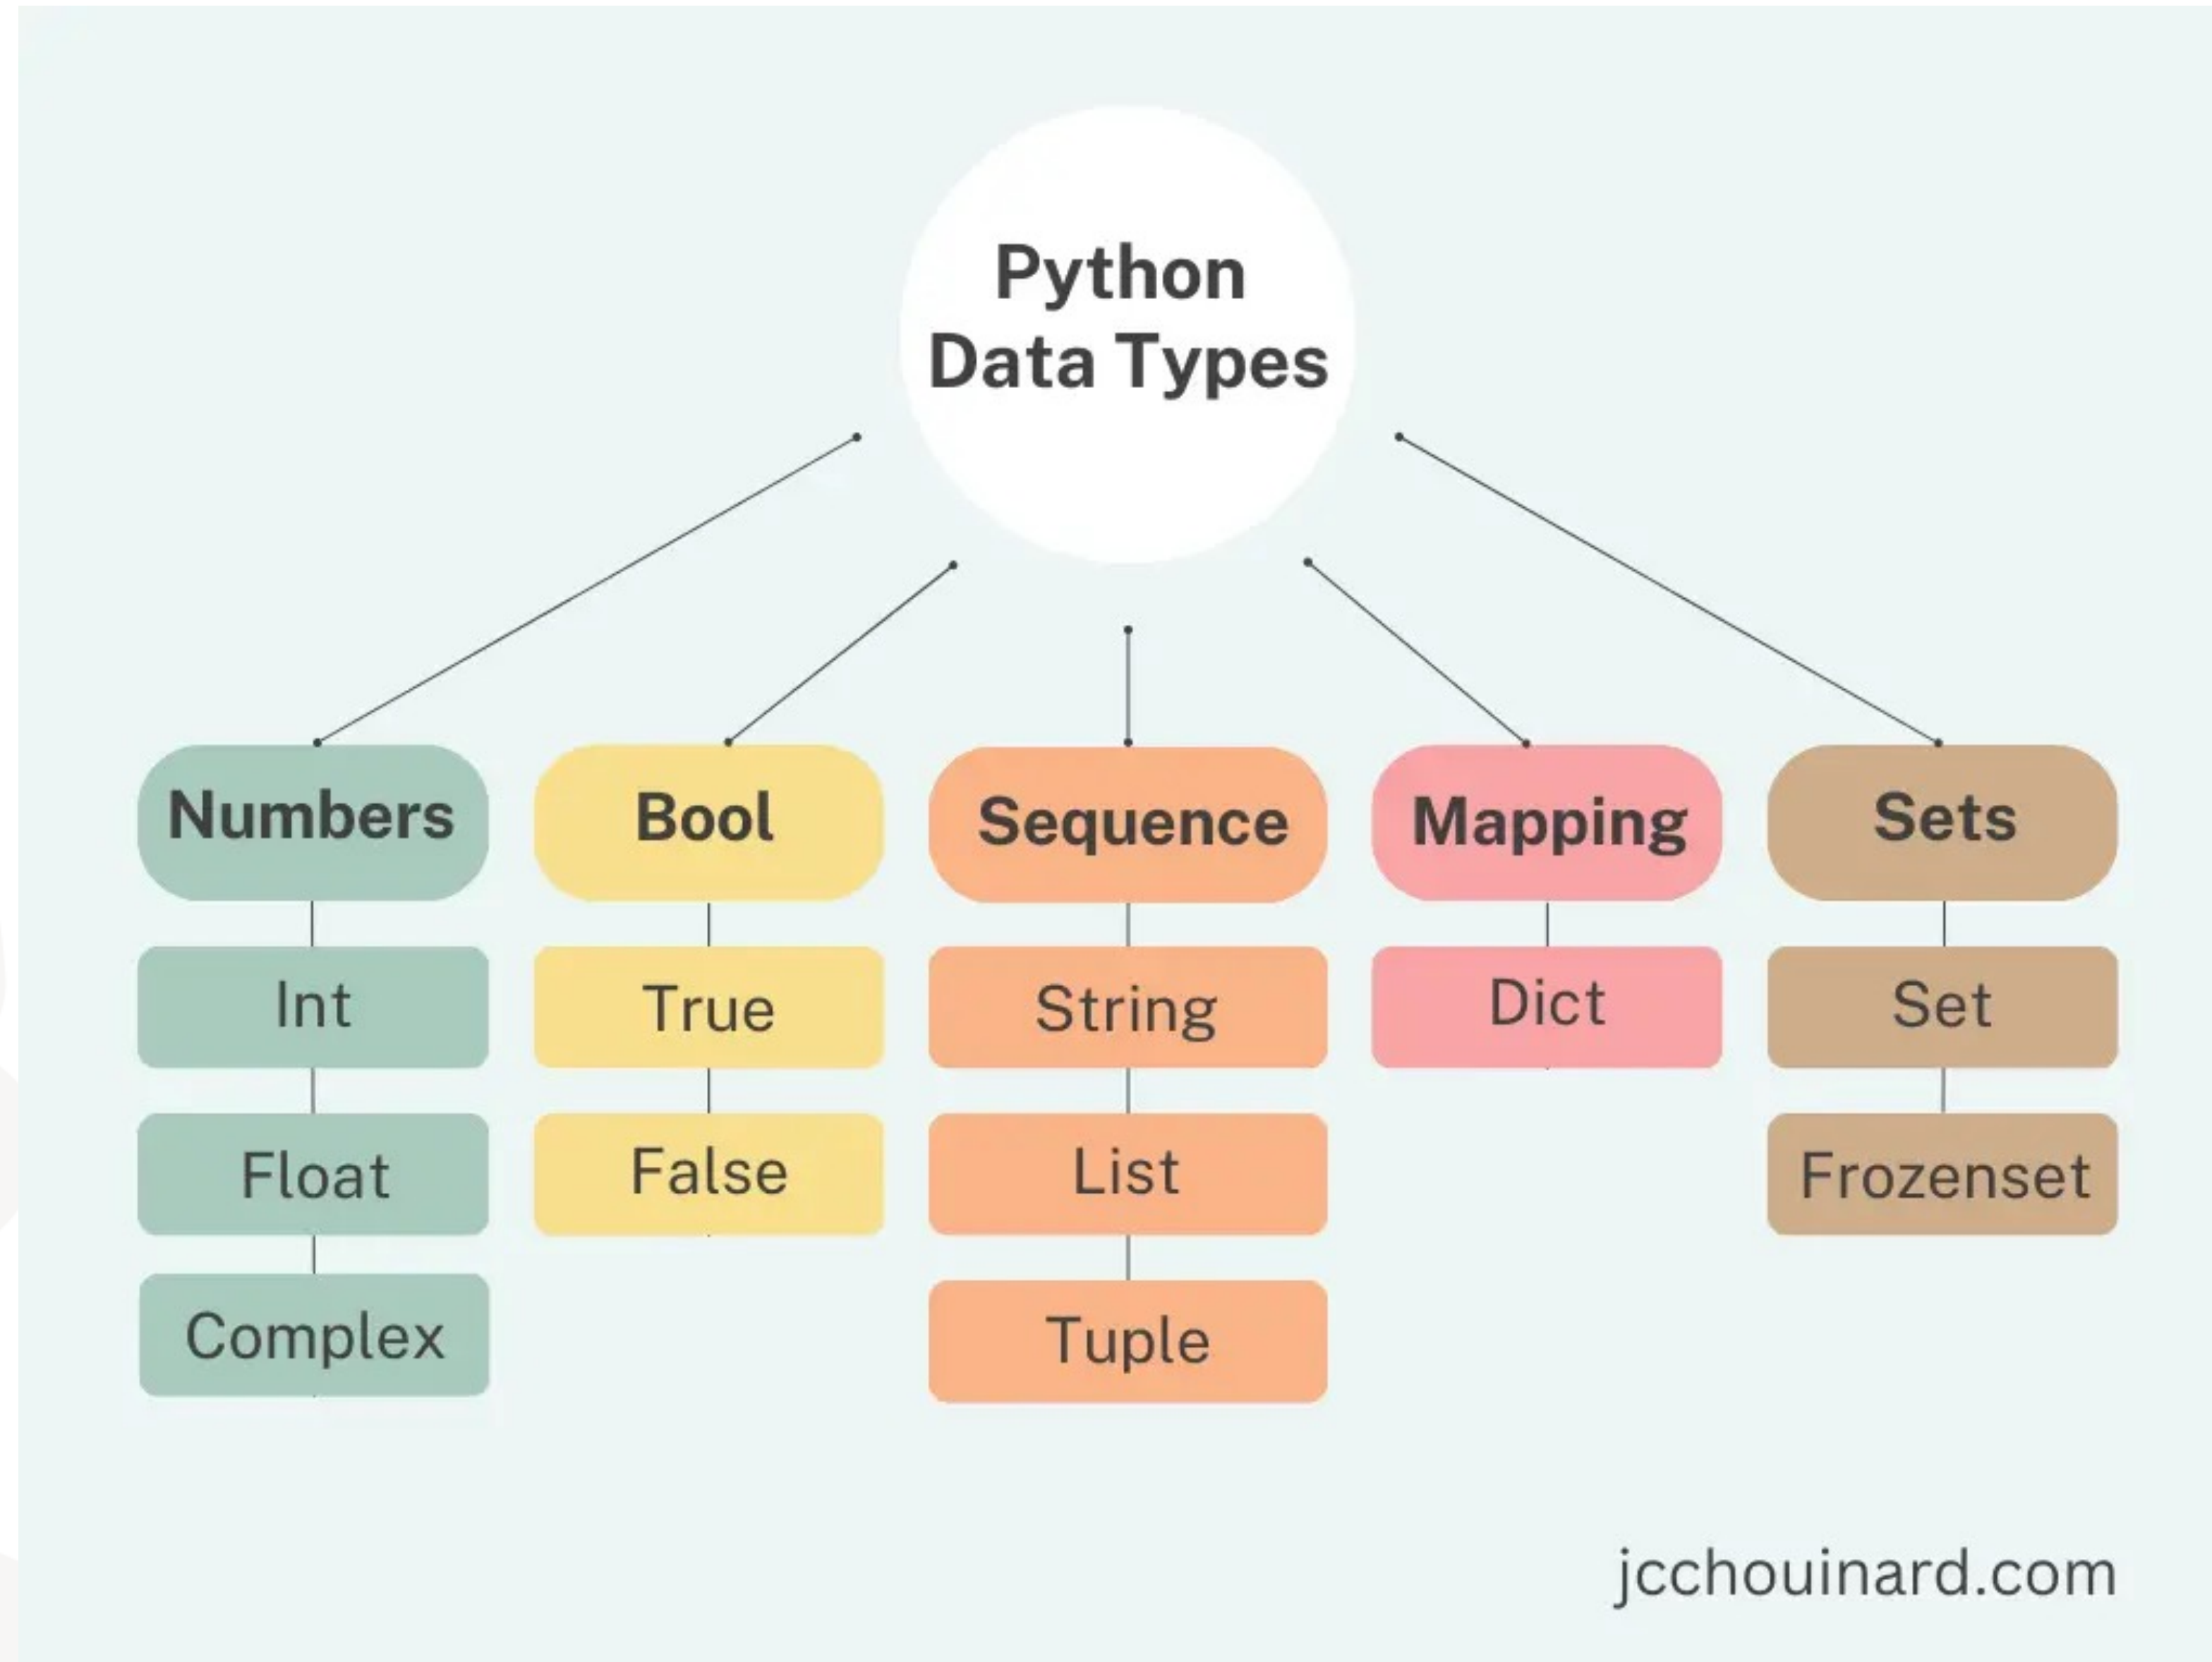 Python
Data Types
Numbers
Bool
Sequence
Mapping
Sets
Int
True
String
Dict
Set
Float
False
List
Frozenset
Complex
Tuple
jcchouinard.com